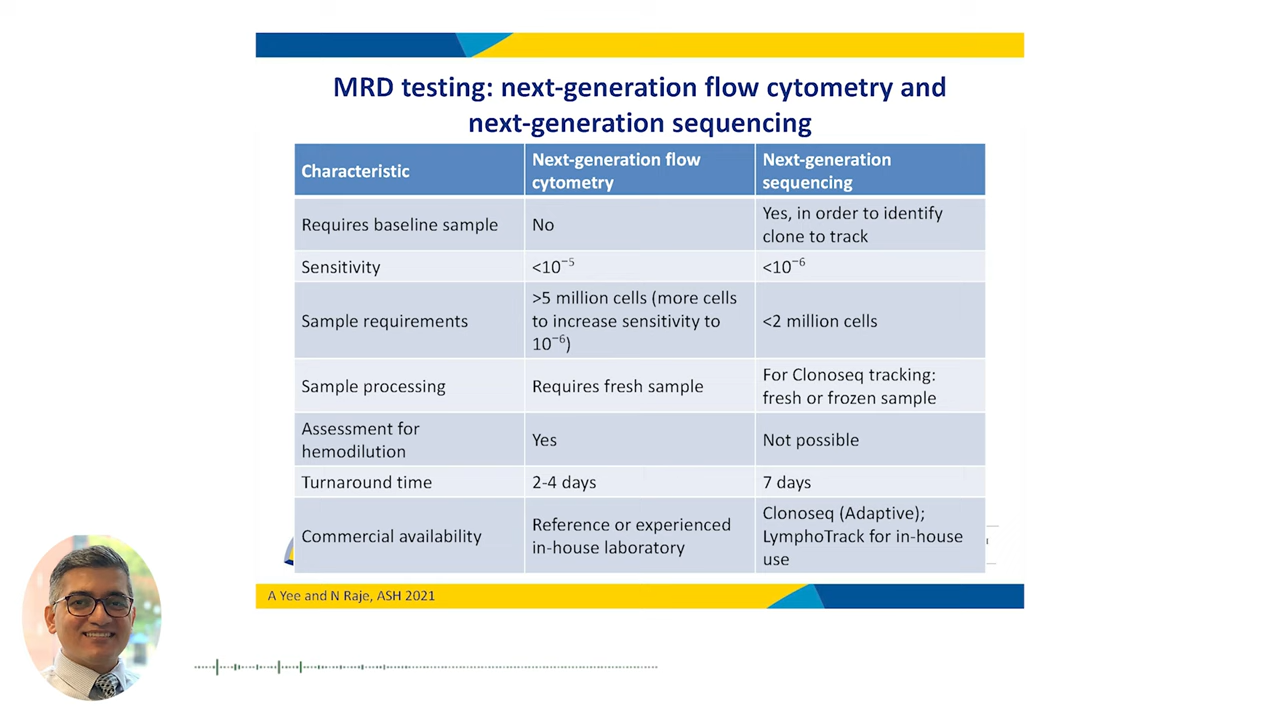 MRD testing: next-generation flow cytometry and
next-generation sequencing
Characteristic
Next-generation flow
cytometry
Next-generation
sequencing
Requires baseline sample
No
Yes, in order to identify
clone to track
Sensitivity
<10⁻⁵
<10⁻⁶
Sample requirements
>5 million cells (more cells
to increase sensitivity to
10⁻⁶)
<2 million cells
Sample processing
Requires fresh sample
For Clonoseq tracking:
fresh or frozen sample
Assessment for
hemodilution
Yes
Not possible
Turnaround time
2-4 days
7 days
Commercial availability
Reference or experienced
in-house laboratory
Clonoseq (Adaptive);
LymphoTrack for in-house
use
A Yee and N Raje, ASH 2021